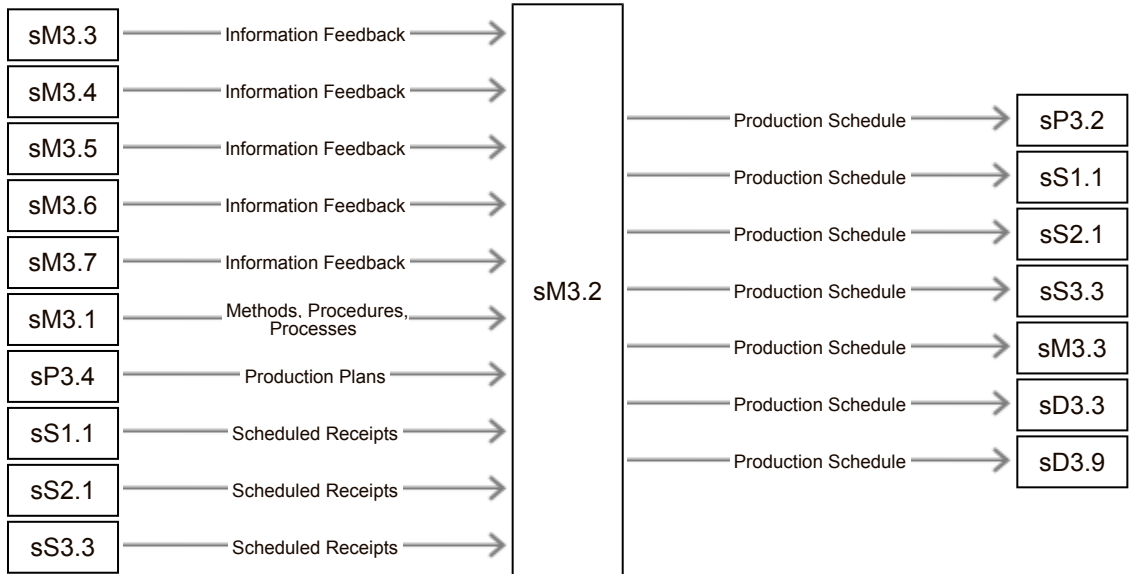 sM3.3 Information Feedback
sM3.4 Information Feedback
sM3.5 Information Feedback
sM3.6 Information Feedback
sM3.7 Information Feedback
sM3.1 Methods, Procedures,
Processes
sP3.4 Production Plans
sS1.1 Scheduled Receipts
sS2.1 Scheduled Receipts
sS3.3 Scheduled Receipts
sM3.2
Production Schedule sP3.2
Production Schedule sS1.1
Production Schedule sS2.1
Production Schedule sS3.3
Production Schedule sM3.3
Production Schedule sD3.3
Production Schedule sD3.9